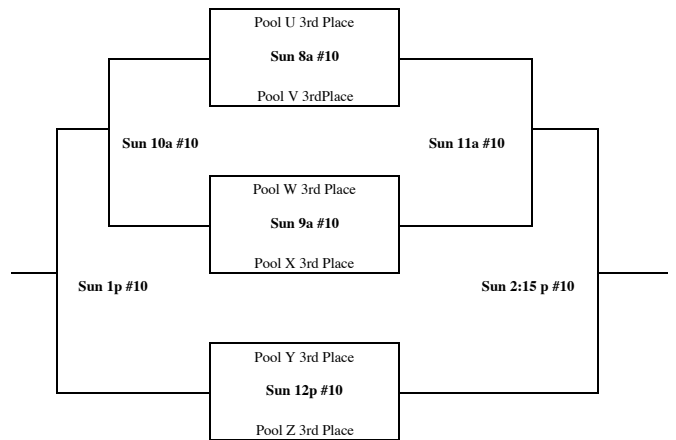 Pool U 3rd Place
Sun 8a #10
Pool V 3rdPlace
Sun 10a #10
Sun 11a #10
Pool W 3rd Place
Sun 9a #10
Pool X 3rd Place
Sun 1p #10
Sun 2:15 p #10
Pool Y 3rd Place
Sun 12p #10
Pool Z 3rd Place